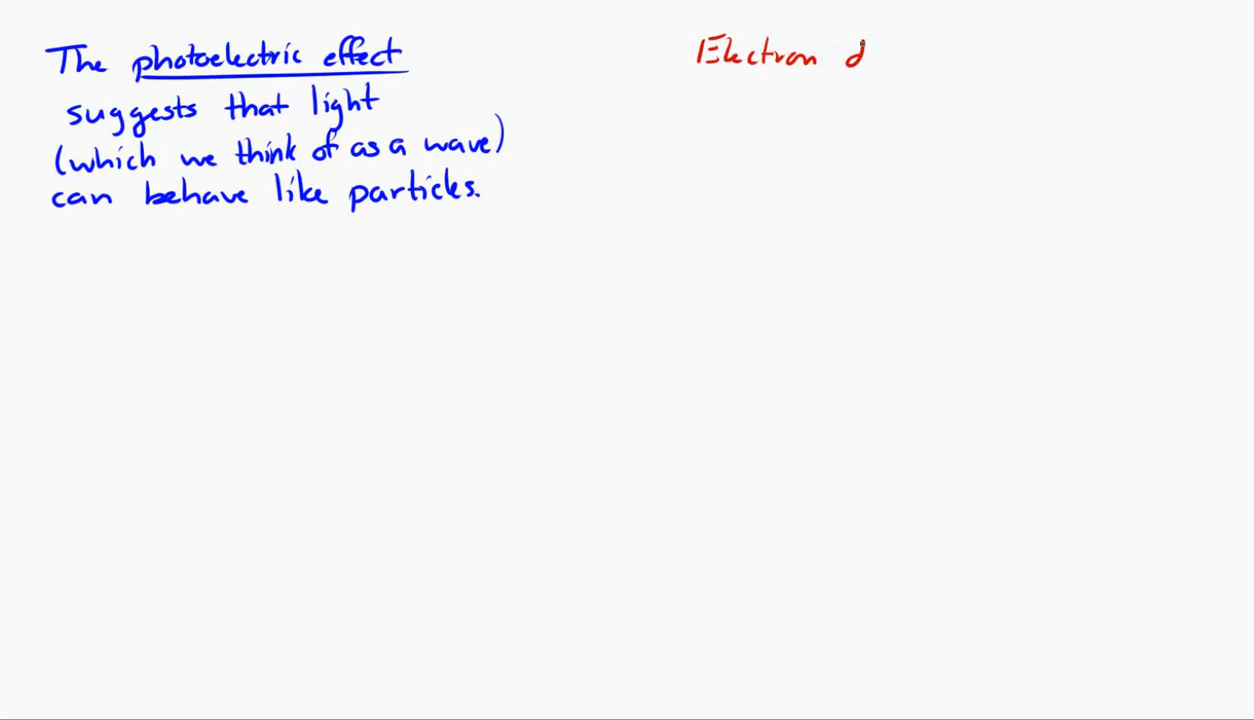 The photoelectric effect
suggests that light
(which we think of as a wave)
can behave like particles.
Electron d